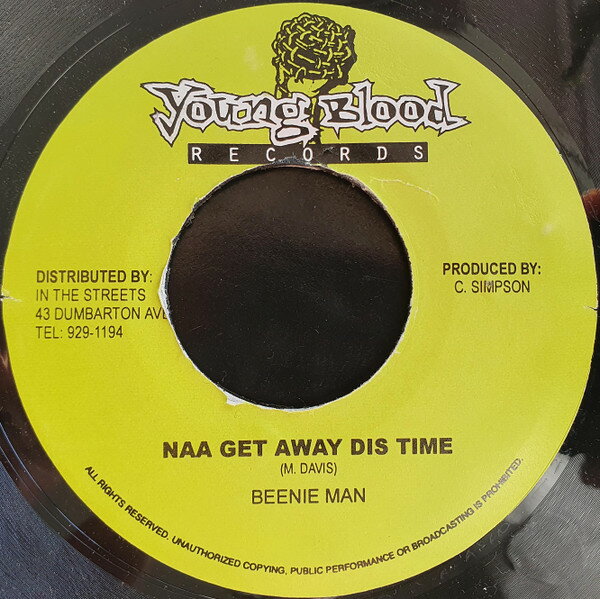 Young Blood
RECORDS
DISTRIBUTED BY:
IN THE STREETS
43 DUMBARTON AVE
TEL: 929-1194
PRODUCED BY:
C. SIMPSON
NAA GET AWAY DIS TIME
(M. DAVIS)
BEENIE MAN
ALL RIGHTS RESERVED. UNAUTHORIZED COPYING, PUBLIC PERFORMANCE OR BROADCASTING IS PROHIBITED.